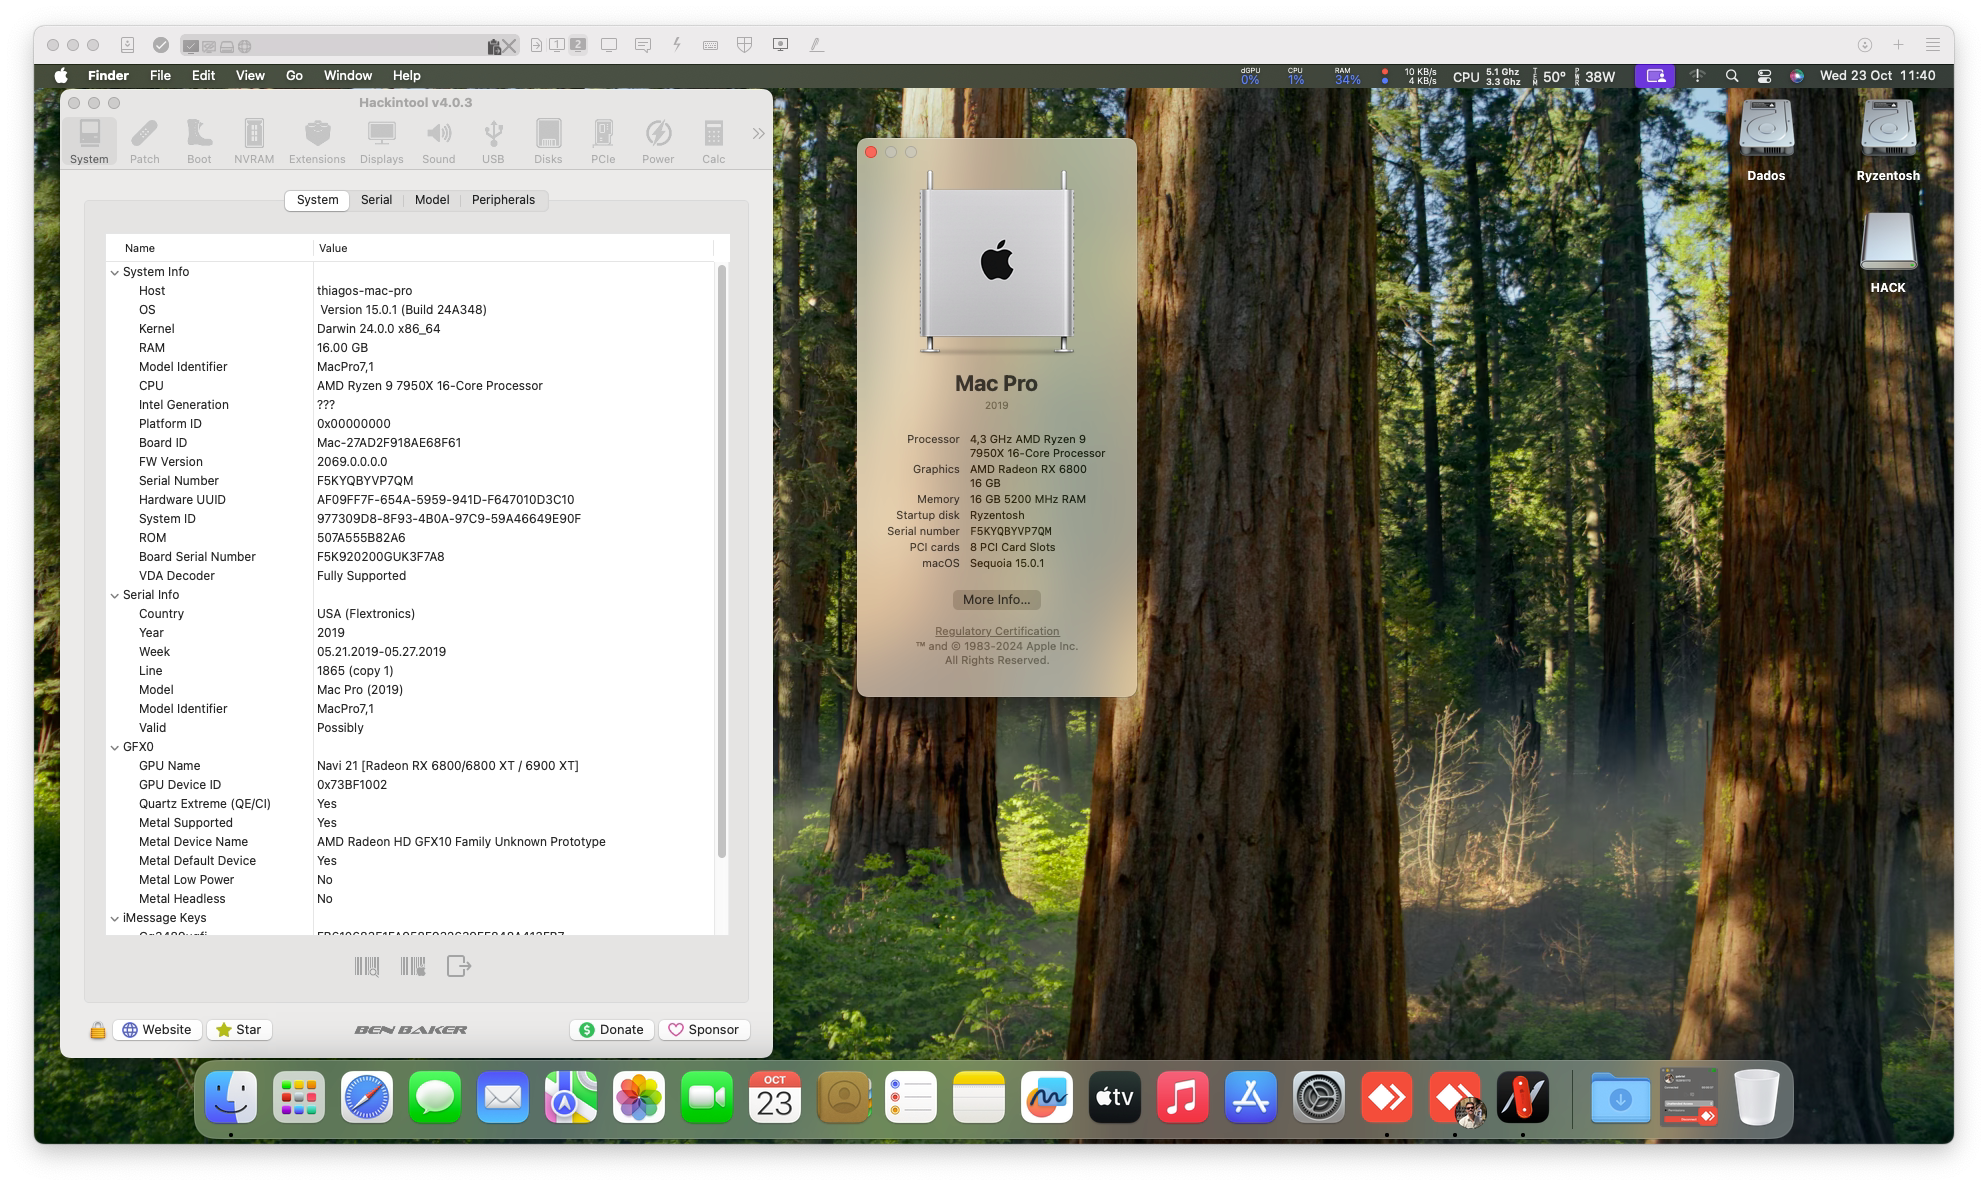 1 2
Finder File Edit View Go Window Help
dGPU 0% CPU 1% RAM 34% 10 KB/s 4 KB/s CPU 5.1 Ghz 3.3 Ghz TEM 50° PWR 38W Wed 23 Oct 11:40
Hackintool v4.0.3
System Patch Boot NVRAM Extensions Displays Sound USB Disks PCIe Power Calc
System Serial Model Peripherals
Name Value
System Info
Host thiagos-mac-pro
OS Version 15.0.1 (Build 24A348)
Kernel Darwin 24.0.0 x86_64
RAM 16.00 GB
Model Identifier MacPro7,1
CPU AMD Ryzen 9 7950X 16-Core Processor
Intel Generation ???
Platform ID 0x00000000
Board ID Mac-27AD2F918AE68F61
FW Version 2069.0.0.0.0
Serial Number F5KYQBYVP7QM
Hardware UUID AF09FF7F-654A-5959-941D-F647010D3C10
System ID 977309D8-8F93-4B0A-97C9-59A46649E90F
ROM 507A555B82A6
Board Serial Number F5K920200GUK3F7A8
VDA Decoder Fully Supported
Serial Info
Country USA (Flextronics)
Year 2019
Week 05.21.2019-05.27.2019
Line 1865 (copy 1)
Model Mac Pro (2019)
Model Identifier MacPro7,1
Valid Possibly
GFX0
GPU Name Navi 21 [Radeon RX 6800/6800 XT / 6900 XT]
GPU Device ID 0x73BF1002
Quartz Extreme (QE/CI) Yes
Metal Supported Yes
Metal Device Name AMD Radeon HD GFX10 Family Unknown Prototype
Metal Default Device Yes
Metal Low Power No
Metal Headless No
iMessage Keys
Website Star BEN BAKER Donate Sponsor
Mac Pro
2019
Processor 4,3 GHz AMD Ryzen 9
7950X 16-Core Processor
Graphics AMD Radeon RX 6800
16 GB
Memory 16 GB 5200 MHz RAM
Startup disk Ryzentosh
Serial number F5KYQBYVP7QM
PCI cards 8 PCI Card Slots
macOS Sequoia 15.0.1
More Info...
Regulatory Certification
™ and © 1983-2024 Apple Inc.
All Rights Reserved.
Dados Ryzentosh
HACK
OCT
23
tv